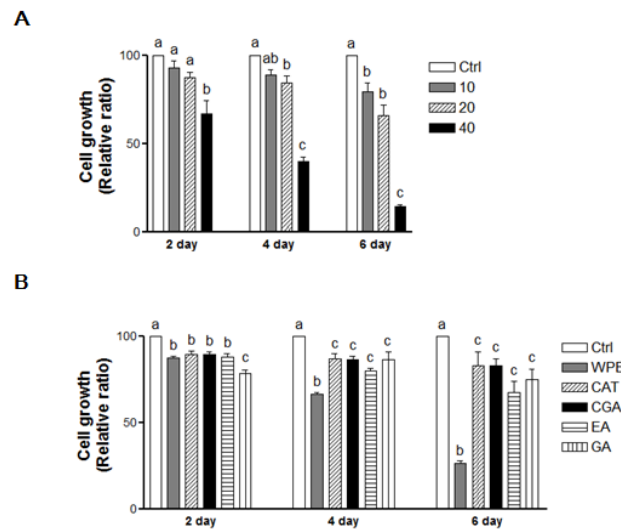 A
a a a b a ab b c a b b c
Cell growth
(Relative ratio)
100
50
0
2 day 4 day 6 day
Ctrl
10
20
40
B
a b b b b c a b c c c c a b c c c c
Cell growth
(Relative ratio)
100
50
0
2 day 4 day 6 day
Ctrl
WPE
CAT
CGA
EA
GA